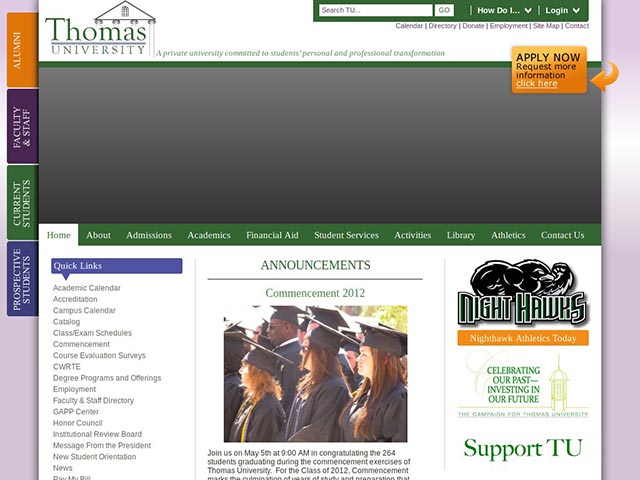 Thomas
UNIVERSITY
A private university committed to students' personal and professional transformation
Search TU...
GO
How Do I...
Login
Calendar | Directory | Donate | Employment | Site Map | Contact
APPLY NOW
Request more
information
click here
ALUMNI
FACULTY
& STAFF
CURRENT
STUDENTS
PROSPECTIVE
STUDENTS
Home About Admissions Academics Financial Aid Student Services Activities Library Athletics Contact Us
Quick Links
Academic Calendar
Accreditation
Campus Calendar
Catalog
Class/Exam Schedules
Commencement
Course Evaluation Surveys
CWRTE
Degree Programs and Offerings
Employment
Faculty & Staff Directory
GAPP Center
Honor Council
Institutional Review Board
Message From the President
New Student Orientation
News
Pay My Bill
ANNOUNCEMENTS
Commencement 2012
Join us on May 5th at 9:00 AM in congratulating the 264
students graduating during the commencement exercises of
Thomas University. For the Class of 2012, Commencement
marks the culmination of years of study and preparation that
NIGHT HAWKS
Nighthawk Athletics Today
CELEBRATING
OUR PAST—
INVESTING IN
OUR FUTURE
THE CAMPAIGN FOR THOMAS UNIVERSITY
Support TU